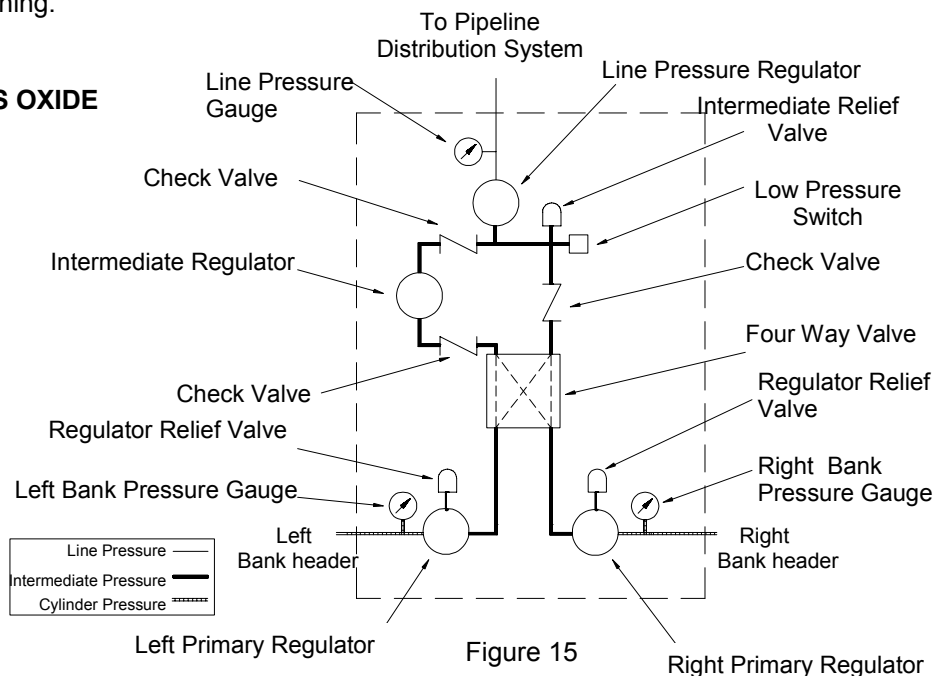 ning.
S OXIDE
To Pipeline
Distribution System
Line Pressure
Gauge
Line Pressure Regulator
Intermediate Relief
Valve
Check Valve
Low Pressure
Switch
Intermediate Regulator
Check Valve
Four Way Valve
Check Valve
Regulator Relief
Valve
Regulator Relief Valve
Left Bank Pressure Gauge
Right Bank
Pressure Gauge
Left
Bank header
Right
Bank header
Line Pressure
Intermediate Pressure
Cylinder Pressure
Left Primary Regulator
Figure 15
Right Primary Regulator